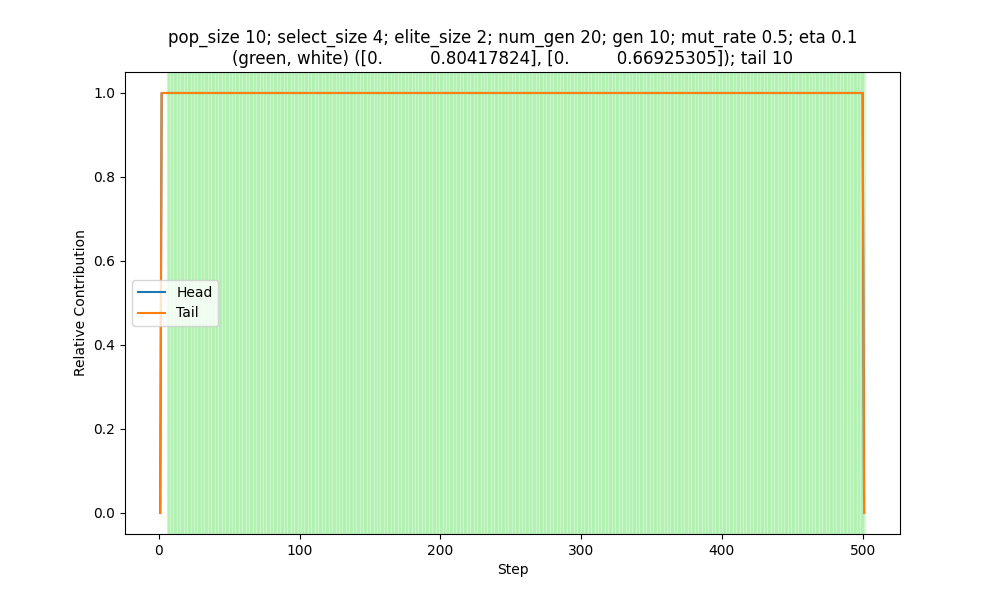 pop_size 10; select_size 4; elite_size 2; num_gen 20; gen 10; mut_rate 0.5; eta 0.1
(green, white) ([0.          0.80417824], [0.          0.66925305]); tail 10
1.0
0.8
0.6
0.4
0.2
0.0
Relative Contribution
Head
Tail
0
100
200
300
400
500
Step